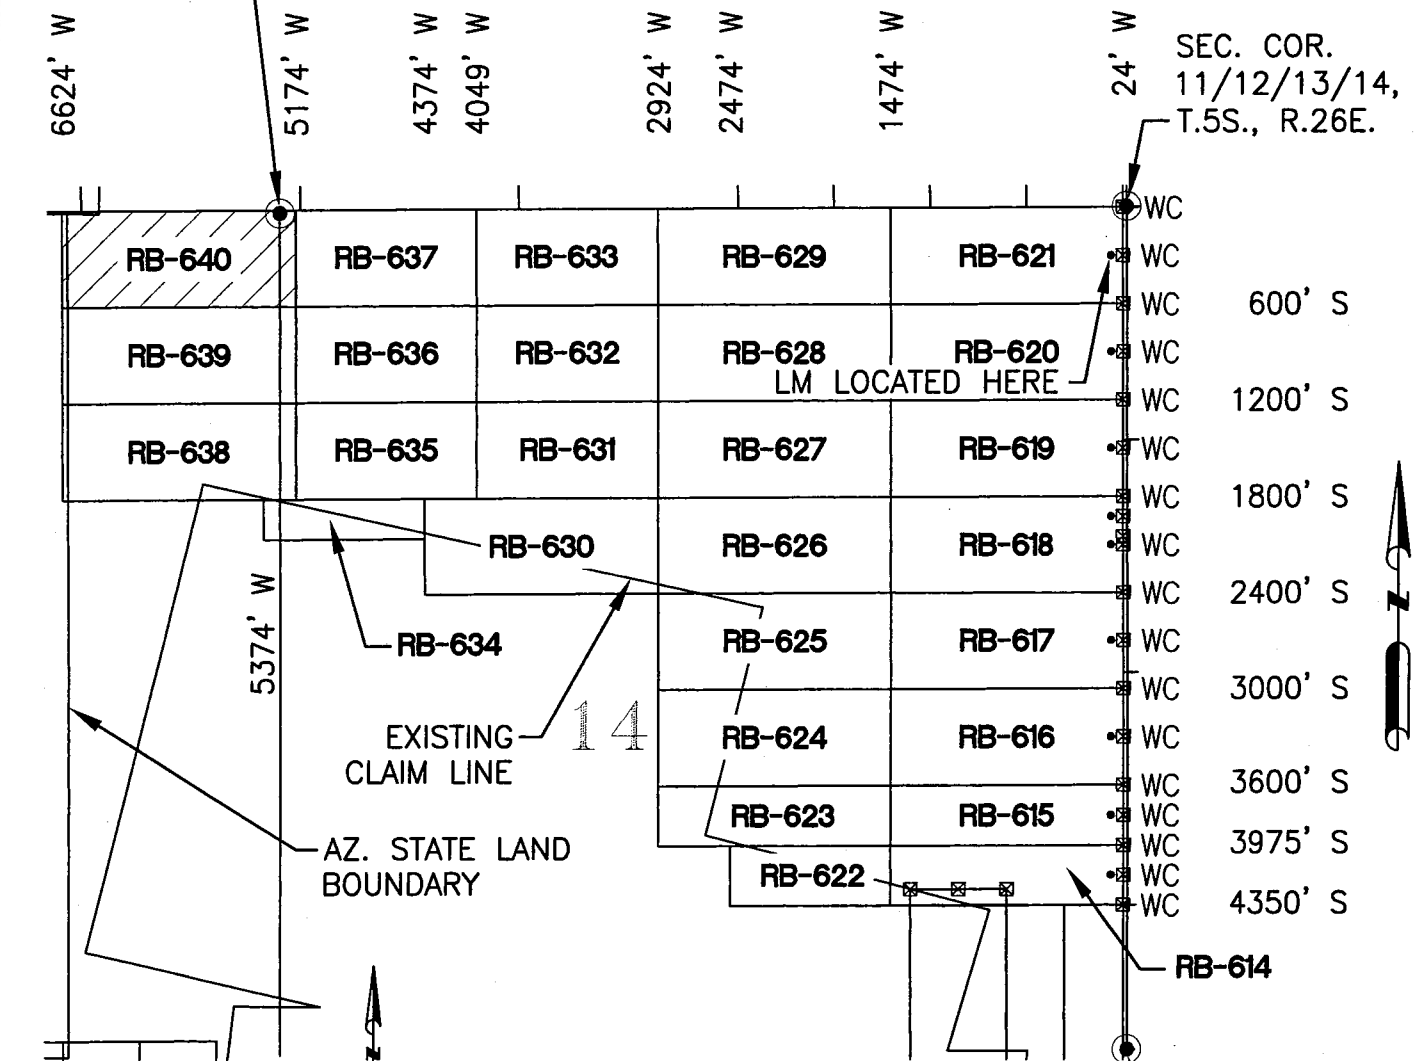 6624' W
5174' W
4374' W
4049' W
2924' W
2474' W
1474' W
24' W
SEC. COR.
11/12/13/14,
T.5S., R.26E.
WC
RB-640
RB-637
RB-633
RB-629
RB-621
WC
WC
600' S
RB-639
RB-636
RB-632
RB-628
RB-620
WC
LM LOCATED HERE
WC
1200' S
RB-638
RB-635
RB-631
RB-627
RB-619
WC
WC
1800' S
RB-630
RB-626
RB-618
WC
WC
2400' S
5374' W
RB-634
RB-625
RB-617
WC
WC
3000' S
14
EXISTING
CLAIM LINE
RB-624
RB-616
WC
WC
3600' S
RB-623
RB-615
WC
WC
3975' S
AZ. STATE LAND
BOUNDARY
RB-622
WC
WC
4350' S
RB-614
N
N